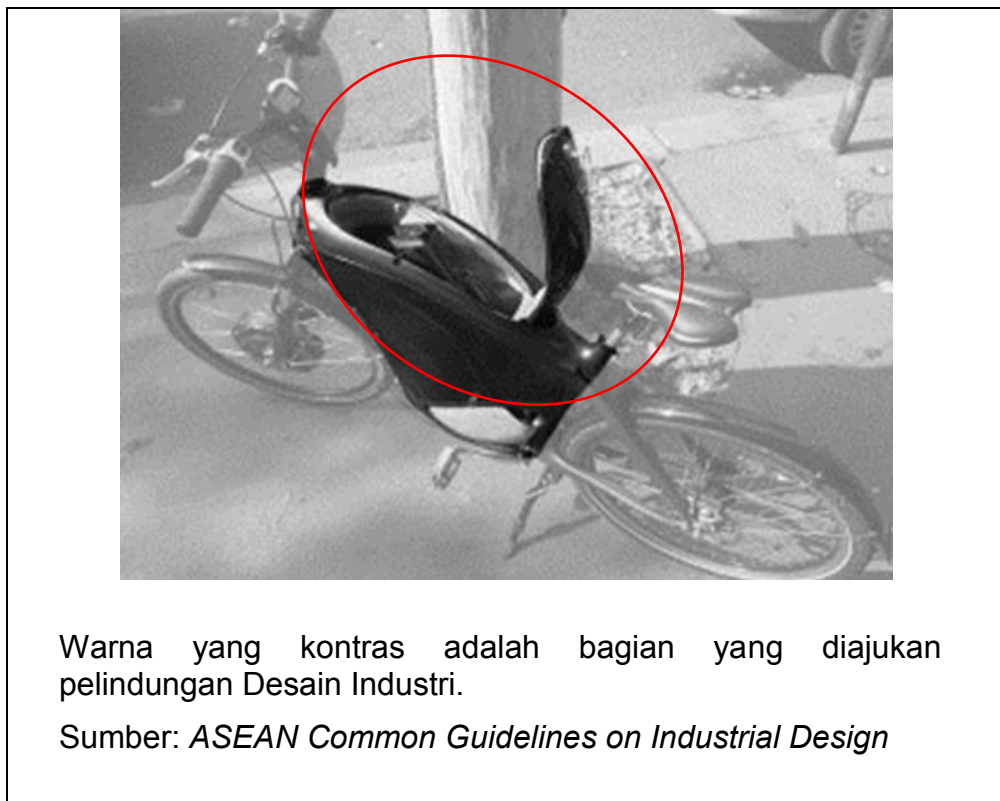 Warna yang kontras adalah bagian yang diajukan
pelindungan Desain Industri.
Sumber: ASEAN Common Guidelines on Industrial Design